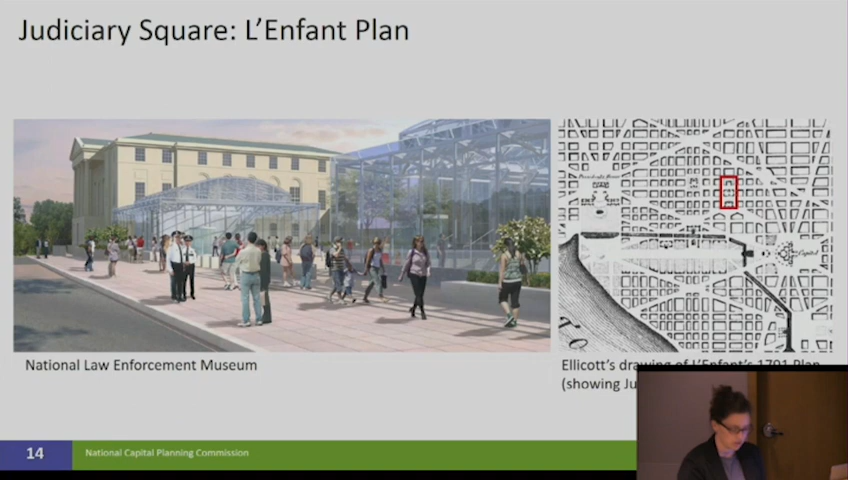 Judiciary Square: L’Enfant Plan
National Law Enforcement Museum
Ellicott’s drawing of L’Enfant’s 1791 Plan
(showing Ju
14
National Capital Planning Commission